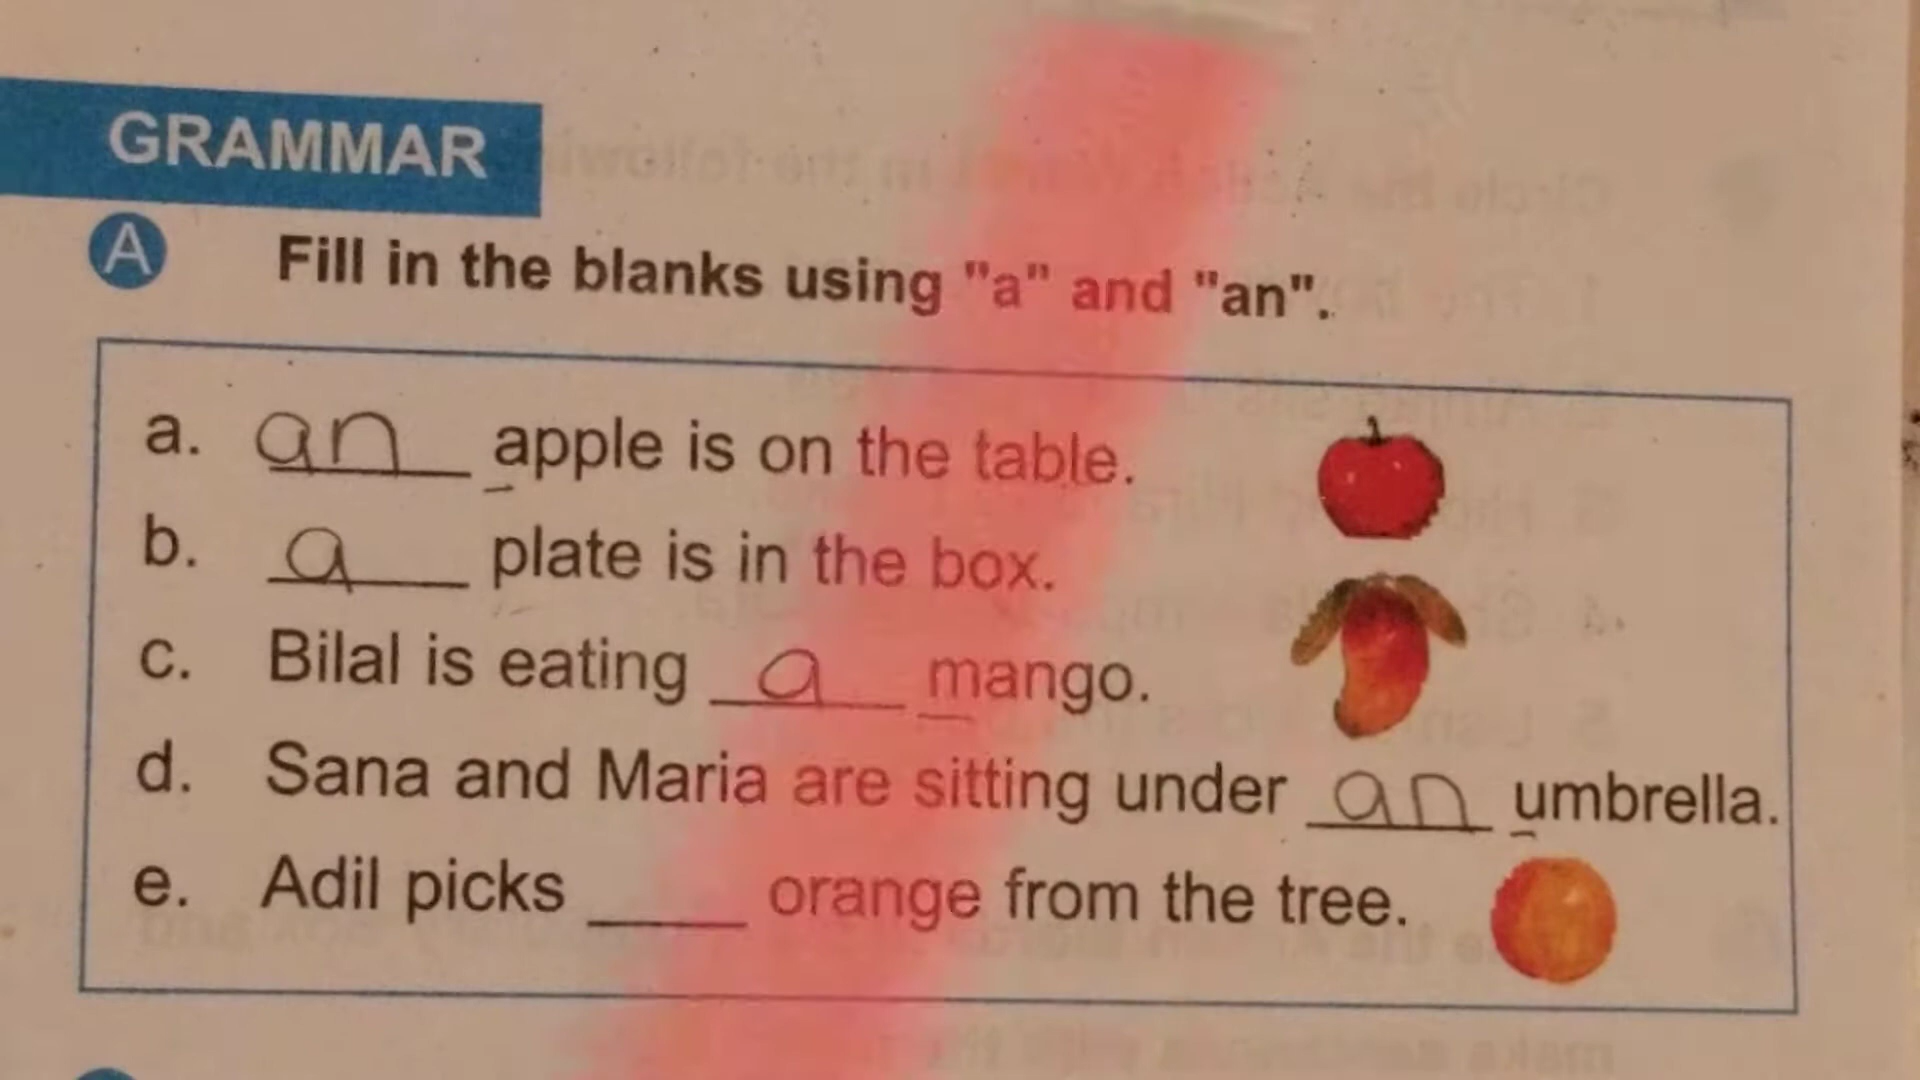 GRAMMAR
A Fill in the blanks using "a" and "an".
a. an apple is on the table.
b. a plate is in the box.
c. Bilal is eating a mango.
d. Sana and Maria are sitting under an umbrella.
e. Adil picks ____ orange from the tree.